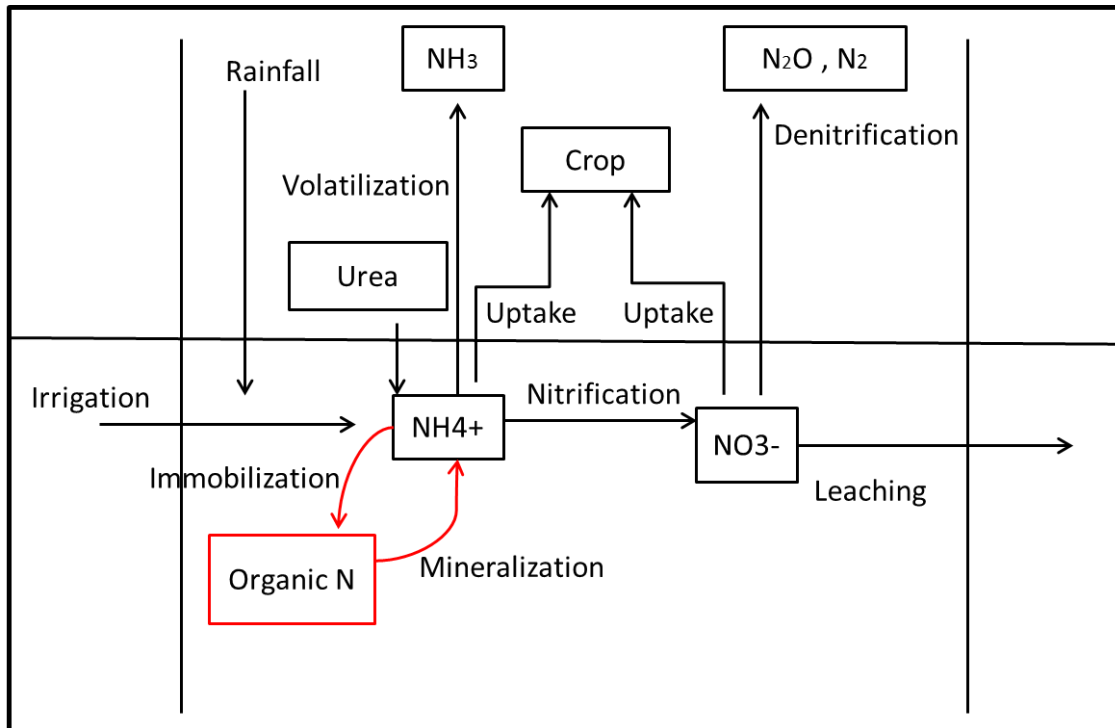 NH₃
N₂O , N₂
Rainfall
Denitrification
Crop
Volatilization
Urea
Uptake
Uptake
Irrigation
Nitrification
NH4+
NO3-
Immobilization
Leaching
Organic N
Mineralization